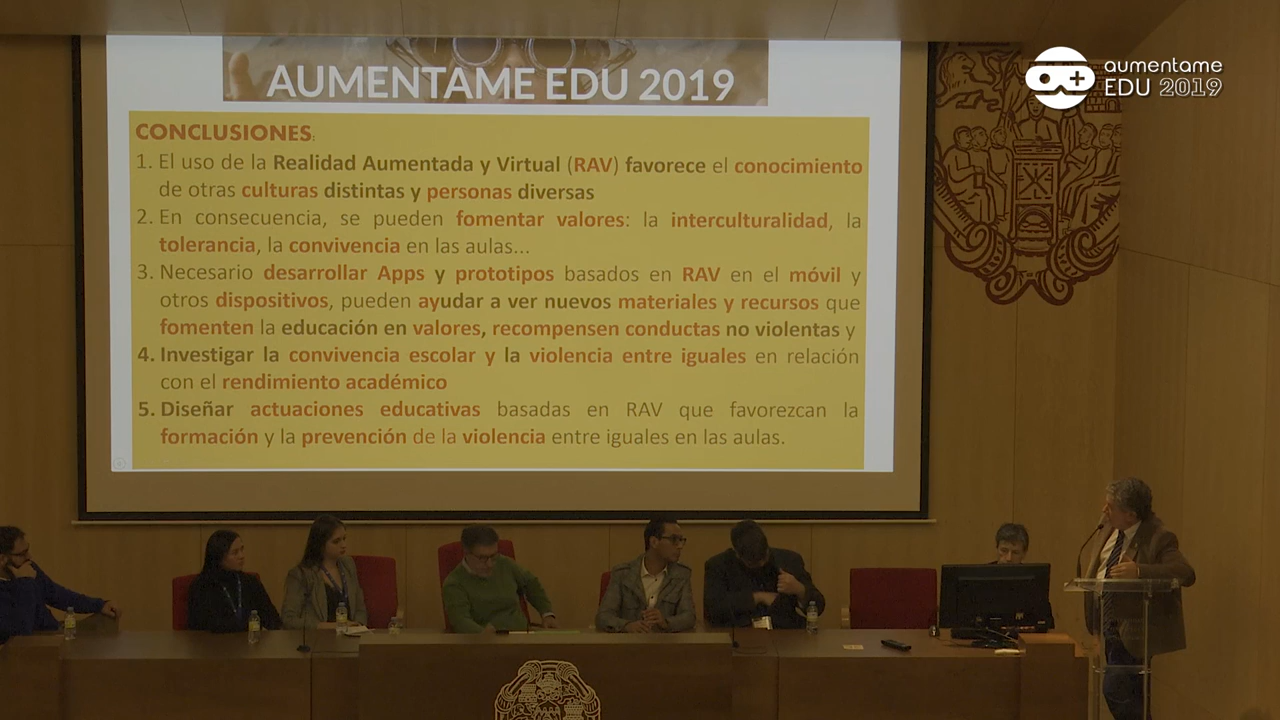 AUMENTAME EDU 2019
aumentame
EDU 2019
CONCLUSIONES:
1. El uso de la Realidad Aumentada y Virtual (RAV) favorece el conocimiento
de otras culturas distintas y personas diversas
2. En consecuencia, se pueden fomentar valores: la interculturalidad, la
tolerancia, la convivencia en las aulas...
3. Necesario desarrollar Apps y prototipos basados en RAV en el móvil y
otros dispositivos, pueden ayudar a ver nuevos materiales y recursos que
fomenten la educación en valores, recompensen conductas no violentas y
4. Investigar la convivencia escolar y la violencia entre iguales en relación
con el rendimiento académico
5. Diseñar actuaciones educativas basadas en RAV que favorezcan la
formación y la prevención de la violencia entre iguales en las aulas.